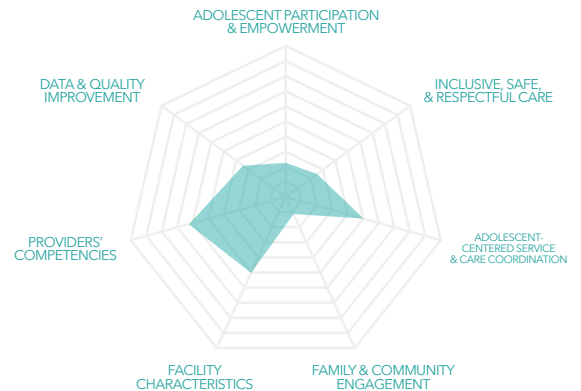 ADOLESCENT PARTICIPATION
& EMPOWERMENT
DATA & QUALITY
IMPROVEMENT
INCLUSIVE, SAFE,
& RESPECTFUL CARE
PROVIDERS’
COMPETENCIES
ADOLESCENT-
CENTERED SERVICE
& CARE COORDINATION
FACILITY
CHARACTERISTICS
FAMILY & COMMUNITY
ENGAGEMENT